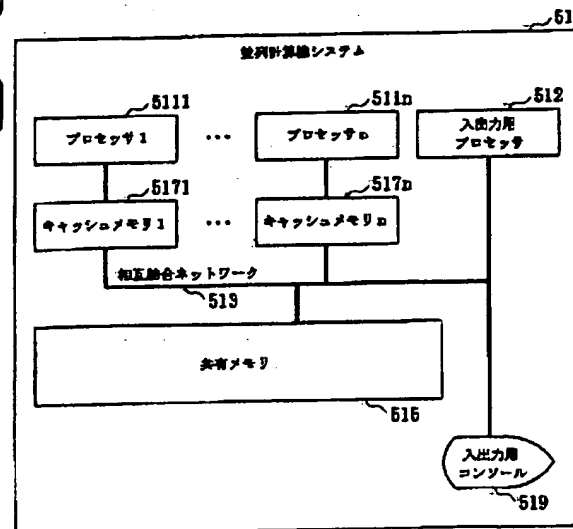 51
並列計算機システム
5111
511n
512
プロセッサ1
...
プロセッサn
入出力用
プロセッサ
5171
517n
キャッシュメモリ1
...
キャッシュメモリn
相互結合ネットワーク
513
共有メモリ
515
入出力用
コンソール
519